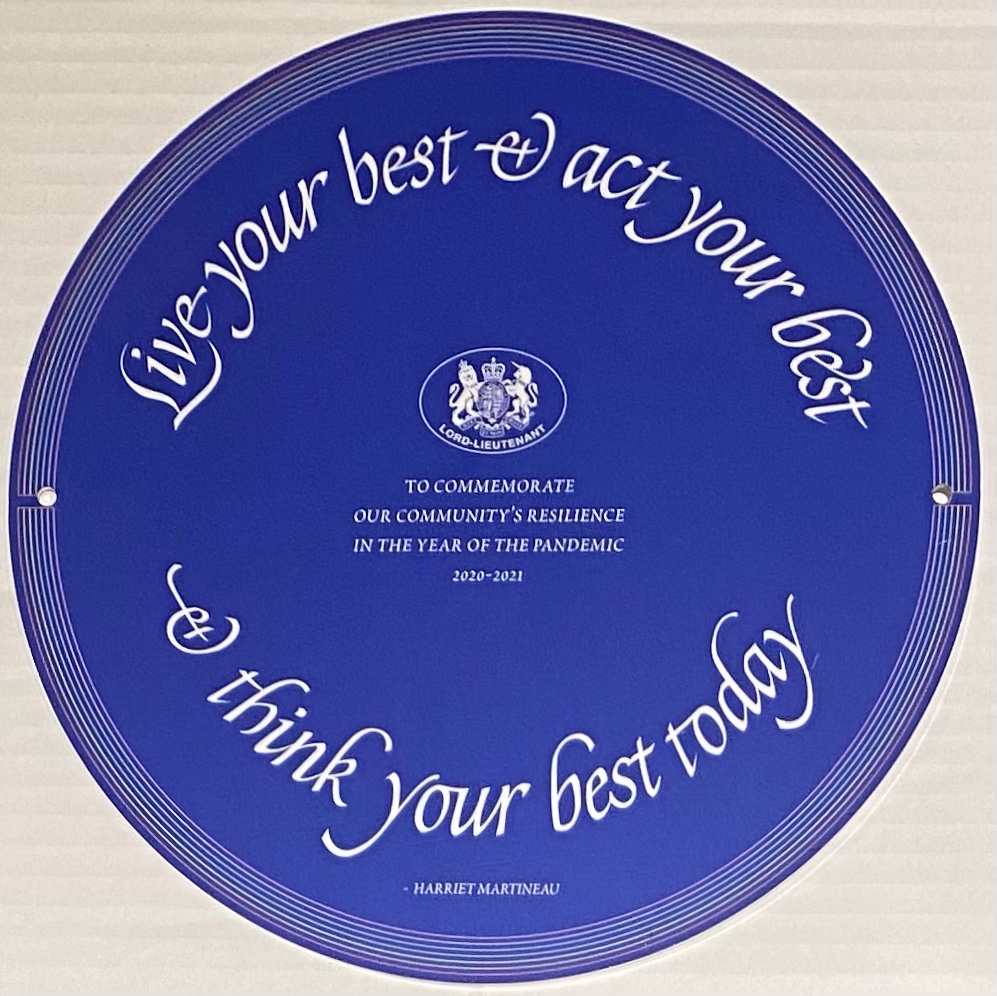 Live your best & act your best
LORD-LIEUTENANT
TO COMMEMORATE
OUR COMMUNITY'S RESILIENCE
IN THE YEAR OF THE PANDEMIC
2020-2021
& think your best today
- HARRIET MARTINEAU